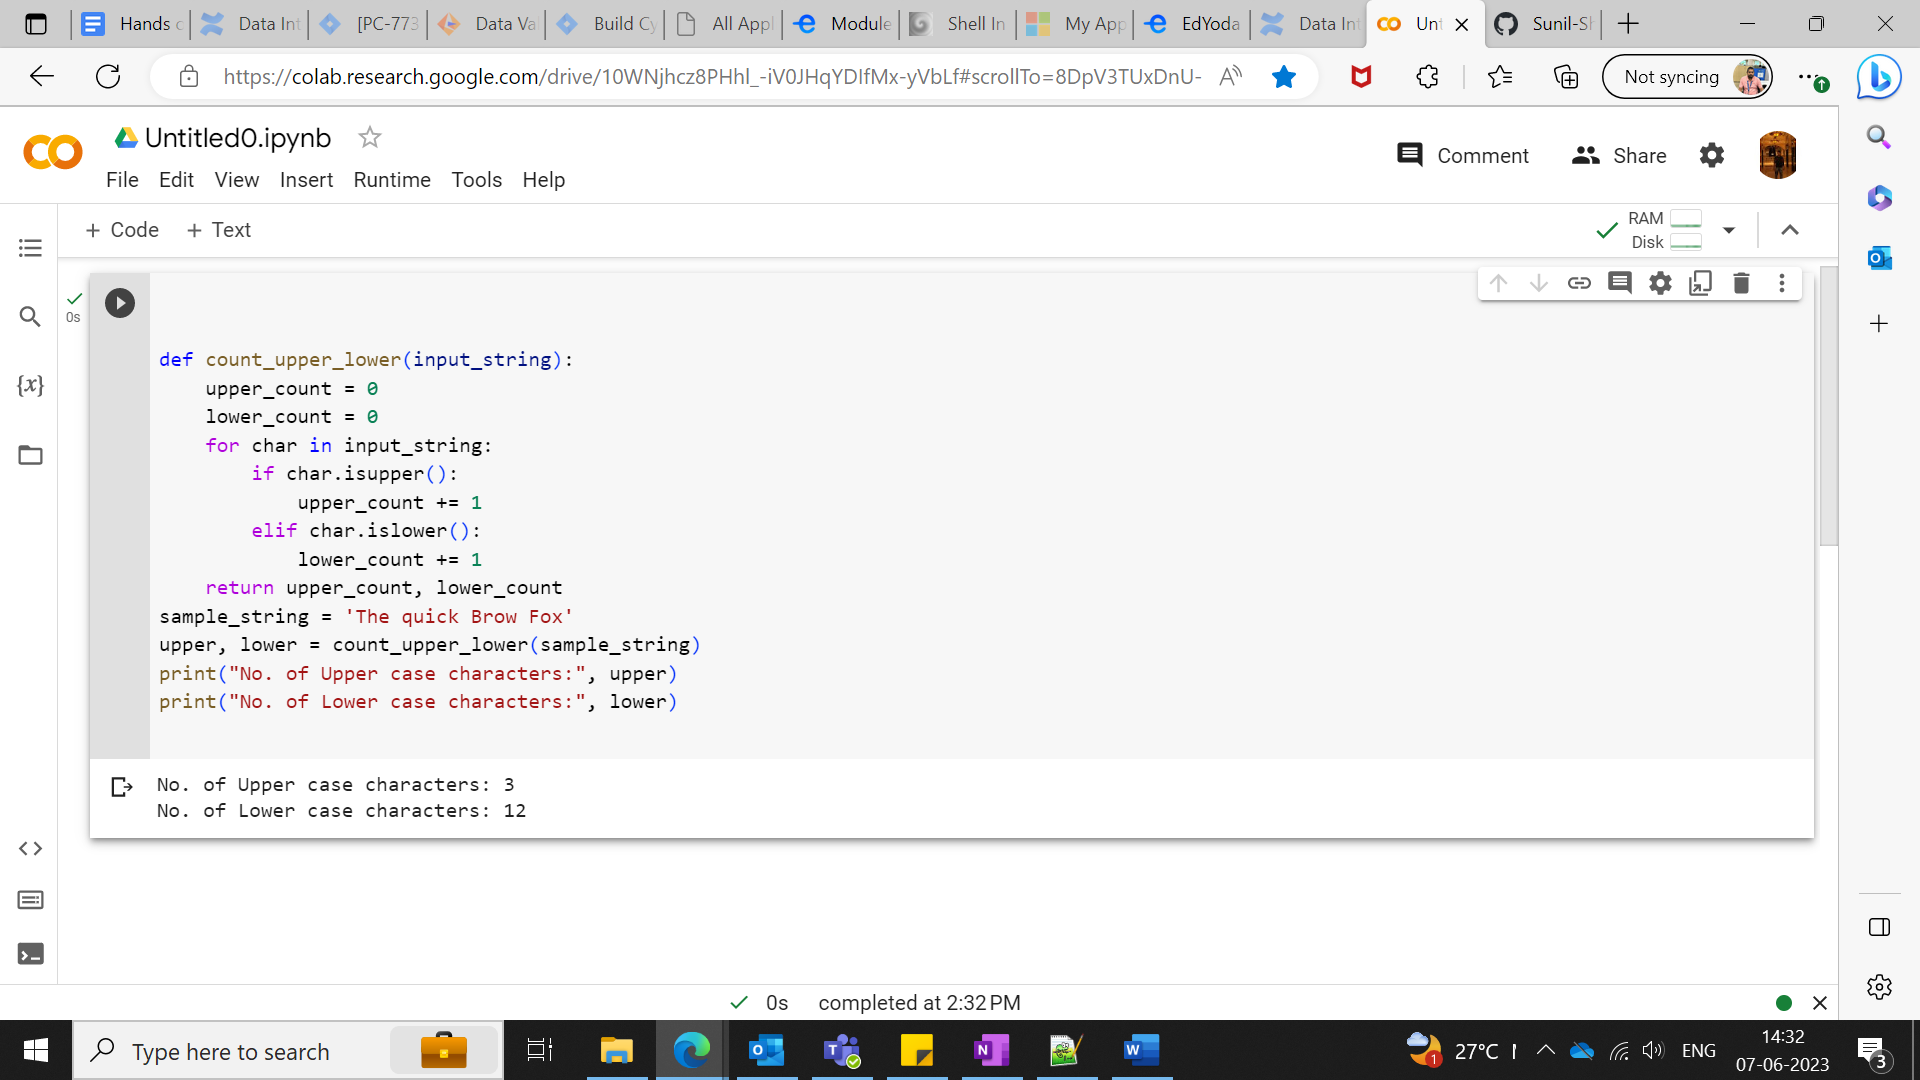 Hands o
Data Int
[PC-773
Data Va
Build Cy
All Appl
Module
Shell In
My App
EdYoda
Data Int
Unt
Sunil-Sh
https://colab.research.google.com/drive/10WNjhcz8PHhl_-iV0JHqYDIfMx-yVbLf#scrollTo=8DpV3TUxDnU-
Not syncing
Untitled0.ipynb
Comment
Share
File Edit View Insert Runtime Tools Help
+ Code + Text
RAM
Disk
0s
def count_upper_lower(input_string):
    upper_count = 0
    lower_count = 0
    for char in input_string:
        if char.isupper():
            upper_count += 1
        elif char.islower():
            lower_count += 1
    return upper_count, lower_count
sample_string = 'The quick Brow Fox'
upper, lower = count_upper_lower(sample_string)
print("No. of Upper case characters:", upper)
print("No. of Lower case characters:", lower)
No. of Upper case characters: 3
No. of Lower case characters: 12
0s completed at 2:32 PM
Type here to search
27°C
ENG
14:32
07-06-2023
3